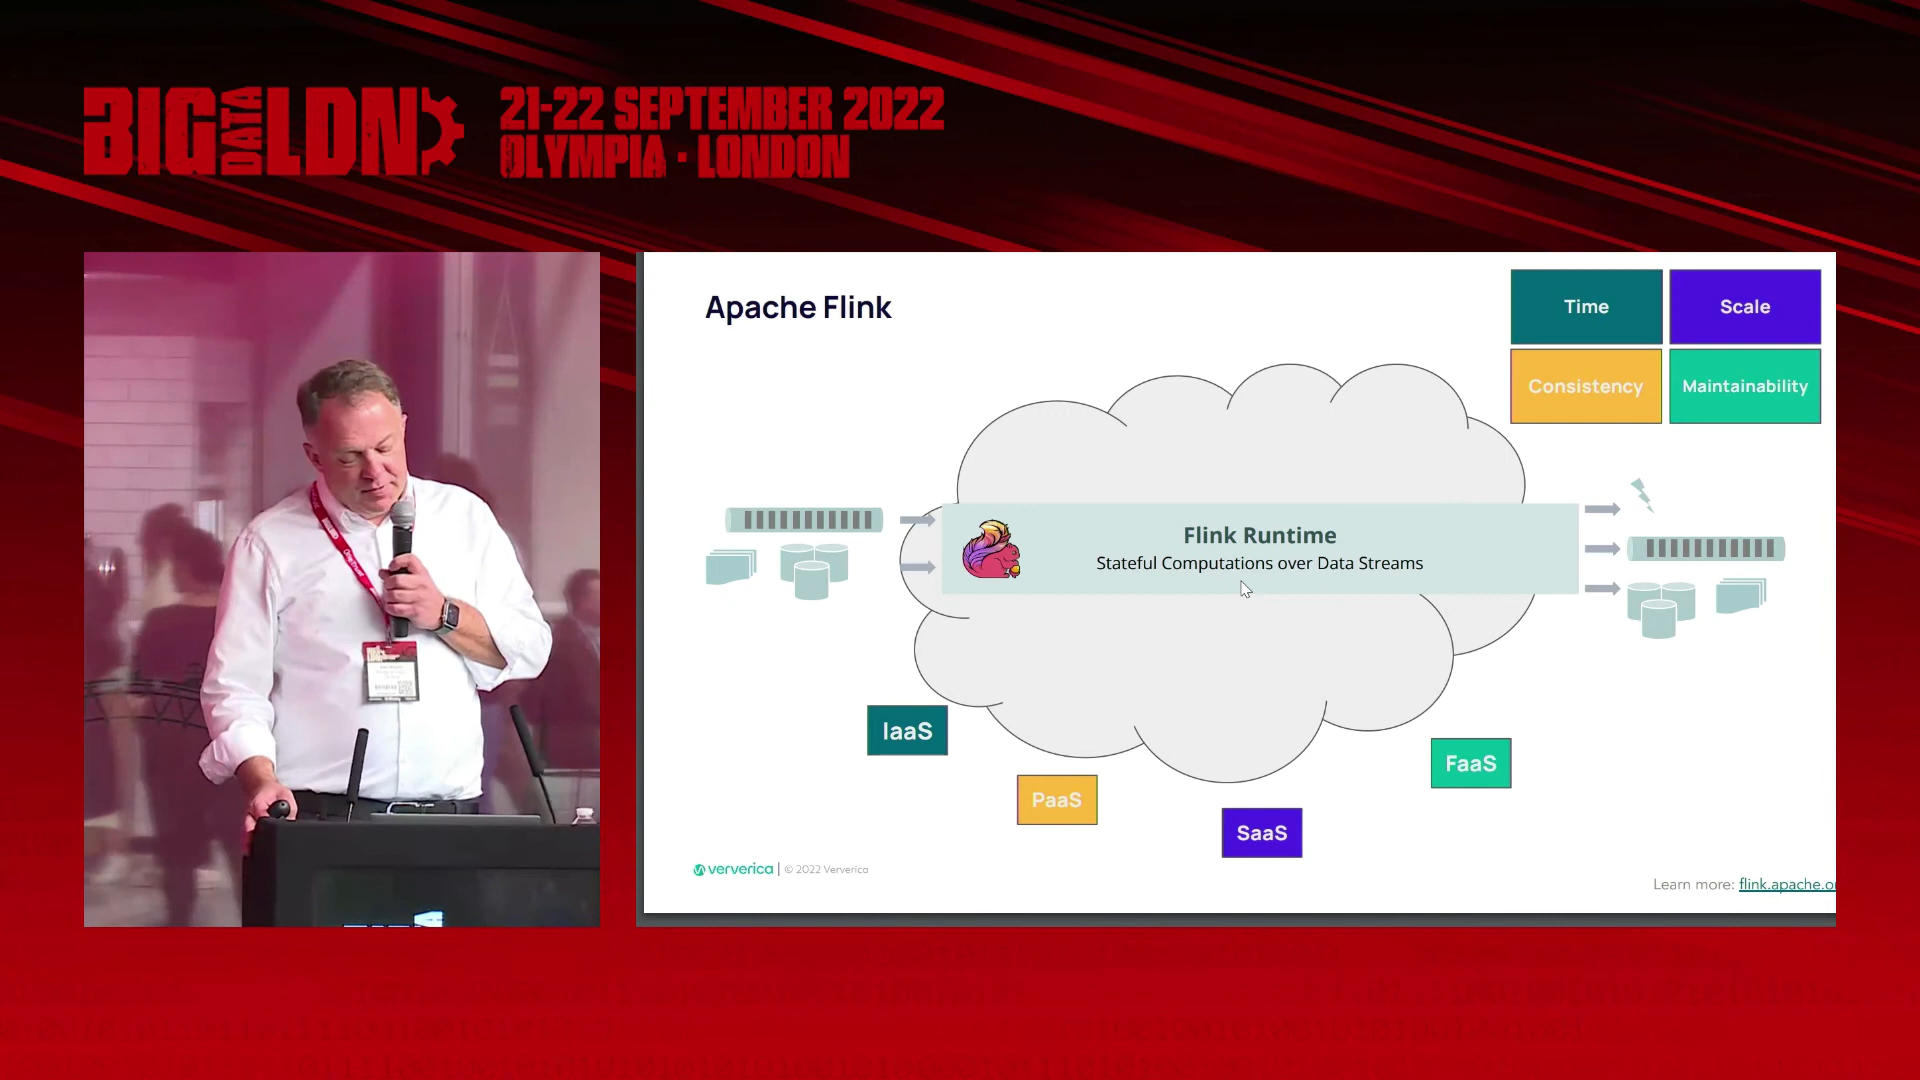 BIG DATA LDN
21-22 SEPTEMBER 2022
OLYMPIA · LONDON
Apache Flink
Time
Scale
Consistency
Maintainability
Flink Runtime
Stateful Computations over Data Streams
IaaS
PaaS
SaaS
FaaS
ververica | © 2022 Ververica
Learn more: flink.apache.o